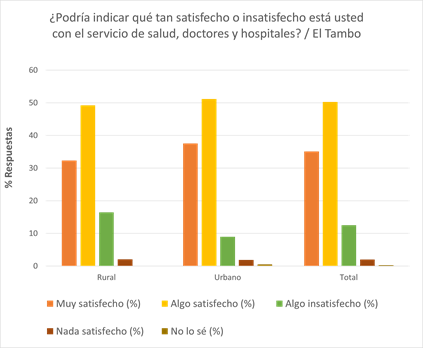 ¿Podría indicar qué tan satisfecho o insatisfecho está usted
con el servicio de salud, doctores y hospitales? / El Tambo
60
50
40
30
20
10
0
% Respuestas
Rural Urbano Total
Muy satisfecho (%) Algo satisfecho (%) Algo insatisfecho (%)
Nada satisfecho (%) No lo sé (%)